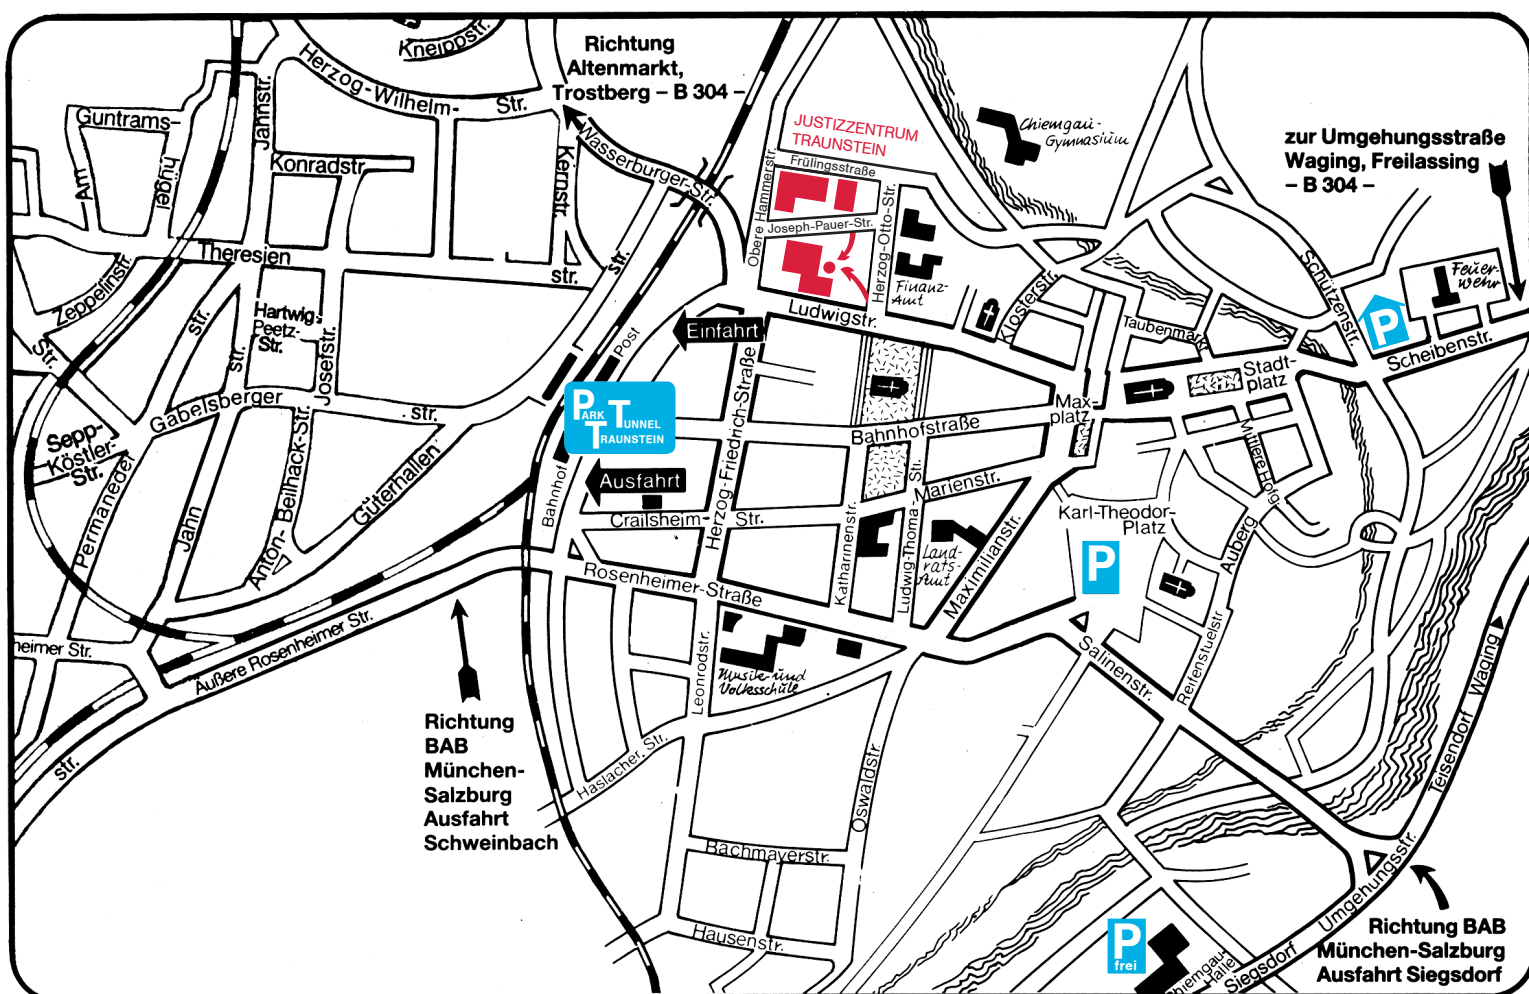 Kneippstr.
Richtung
Altenmarkt,
Trostberg – B 304 –
Herzog-Wilhelm- Str.
Guntrams-
hügel
Am
Jahnstr.
Konradstr.
Kernstr.
Wasserburger-Str.
JUSTIZZENTRUM
TRAUNSTEIN
Frülingsstraße
Joseph-Pauer-Str.
Obere Hammerstr.
Herzog-Otto-Str.
Chiemgau-
Gymnasium
zur Umgehungsstraße
Waging, Freilassing
– B 304 –
Theresien
str.
str.
Zeppelinstr.
Str.
str.
Hartwig-
Peetz-
Str.
str.
Josefstr.
Finanz-
Amt
Klosterstr.
Schützenstr.
Feuer-
wehr
P
Scheibenstr.
Ludwigstr.
Einfahrt
Post
Taubenmarkt
Stadt-
platz
Gabelsberger
str.
PARK
TUNNEL
TRAUNSTEIN
Herzog-Friedrich-Straße
Bahnhofstraße
Max-
platz
Mittlere Hofg.
Sepp-
Köstler-
Str.
Permaneder
Jahn
Anton-
Beilhack-Str.
Güterhallen
Bahnhof
Ausfahrt
Crailsheim- Str.
Katharinenstr.
Ludwig-Thoma-Str.
Marienstr.
Land-
rats-
Amt
Maximilianstr.
Karl-Theodor-
Platz
P
Auberg
Rosenheimer-Straße
heimer Str.
Äußere Rosenheimer Str.
str.
Leonrodstr.
Musik-und
Volksschule
Salinenstr.
Reifenstuelstr.
Richtung
BAB
München-
Salzburg
Ausfahrt
Schweinbach
Haslacher Str.
Oswaldstr.
Bachmayerstr.
Hausenstr.
Teisendorf Waging
Umgehungsstr.
Siegsdorf
P
frei
Chiemgau-
Halle
Richtung BAB
München-Salzburg
Ausfahrt Siegsdorf